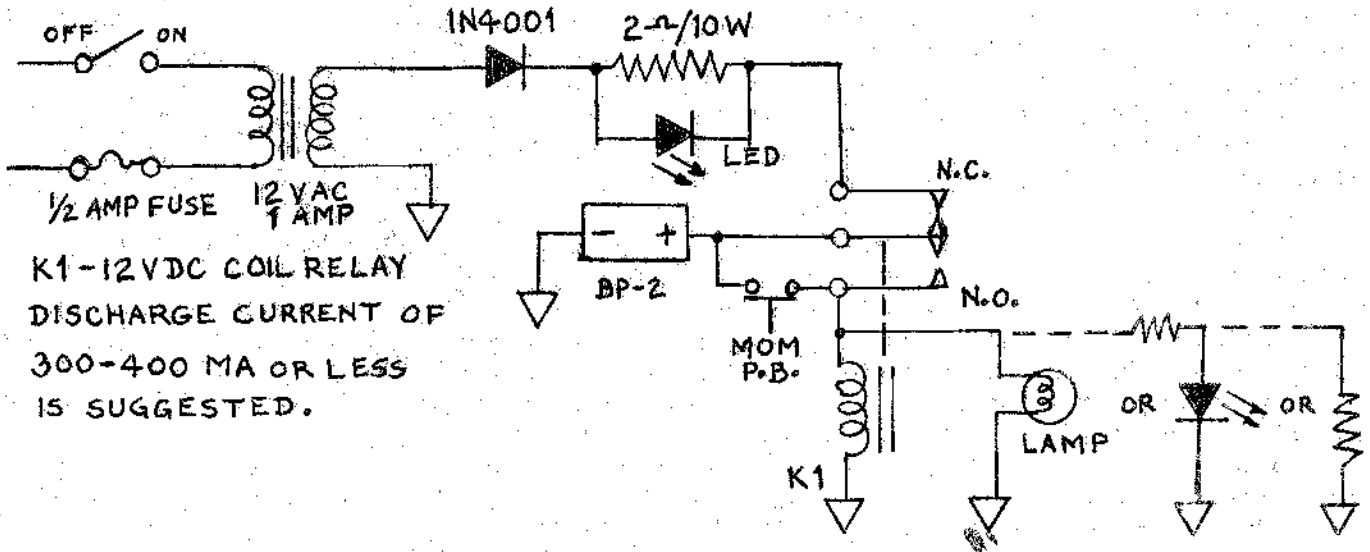 OFF ON
1N4001
2Ω/10W
LED
N.C.
1/2 AMP FUSE
12 VAC
1 AMP
- +
BP-2
N.O.
MOM
P.B.
K1-12VDC COIL RELAY
DISCHARGE CURRENT OF
300-400 MA OR LESS
IS SUGGESTED.
K1
LAMP
OR
OR